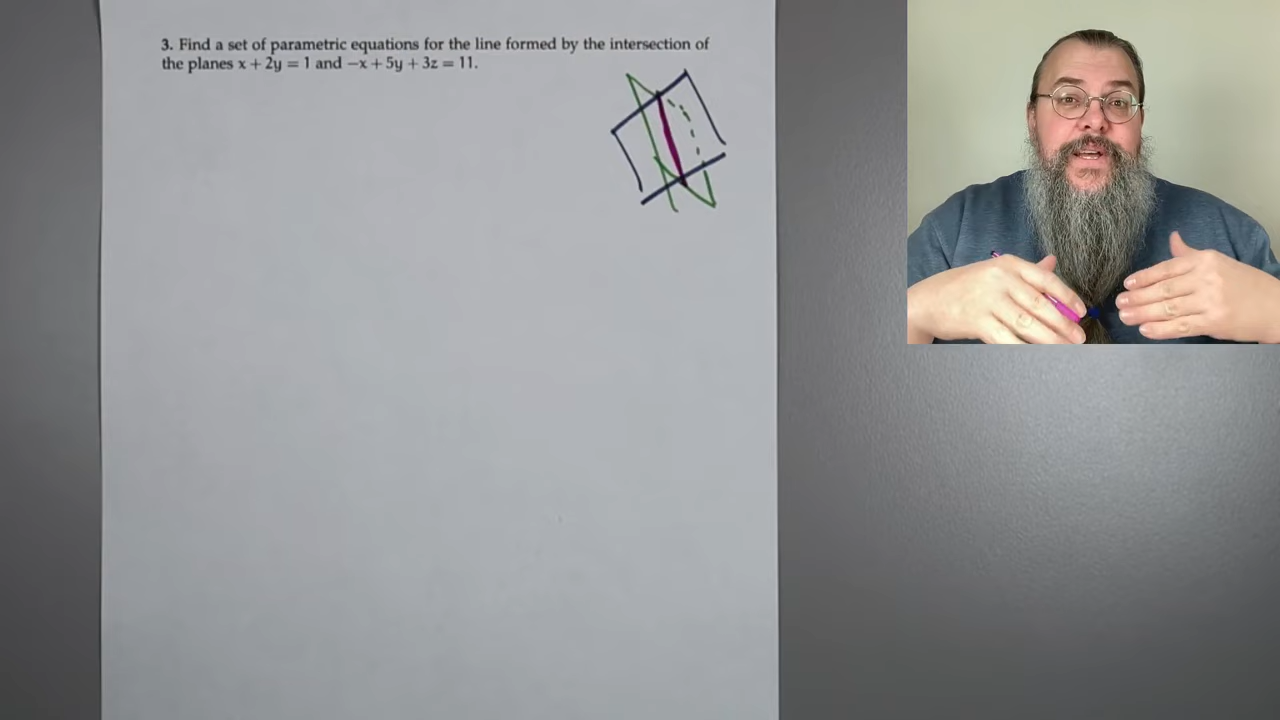 3. Find a set of parametric equations for the line formed by the intersection of
the planes x + 2y = 1 and −x + 5y + 3z = 11.